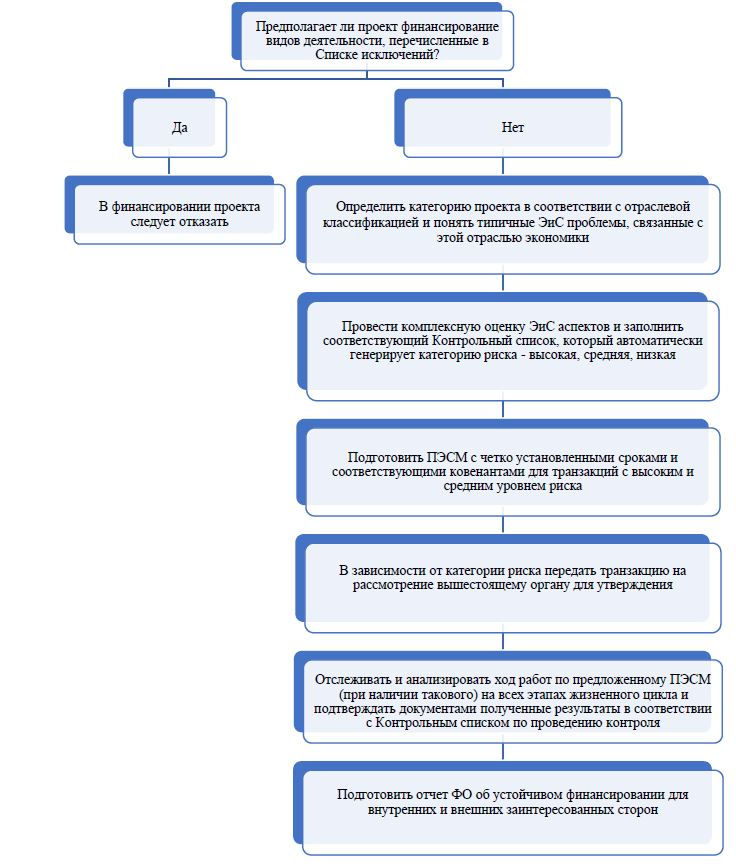 Предполагает ли проект финансирование
видов деятельности, перечисленные в
Списке исключений?
Да
Нет
В финансировании проекта
следует отказать
Определить категорию проекта в соответствии с отраслевой
классификацией и понять типичные ЭиС проблемы, связанные с
этой отраслью экономики
Провести комплексную оценку ЭиС аспектов и заполнить
соответствующий Контрольный список, который автоматически
генерирует категорию риска - высокая, средняя, низкая
Подготовить ПЭСМ с четко установленными сроками и
соответствующими ковенантами для транзакций с высоким и
средним уровнем риска
В зависимости от категории риска передать транзакцию на
рассмотрение вышестоящему органу для утверждения
Отслеживать и анализировать ход работ по предложенному ПЭСМ
(при наличии такового) на всех этапах жизненного цикла и
подтверждать документами полученные результаты в соответствии
с Контрольным списком по проведению контроля
Подготовить отчет ФО об устойчивом финансировании для
внутренних и внешних заинтересованных сторон